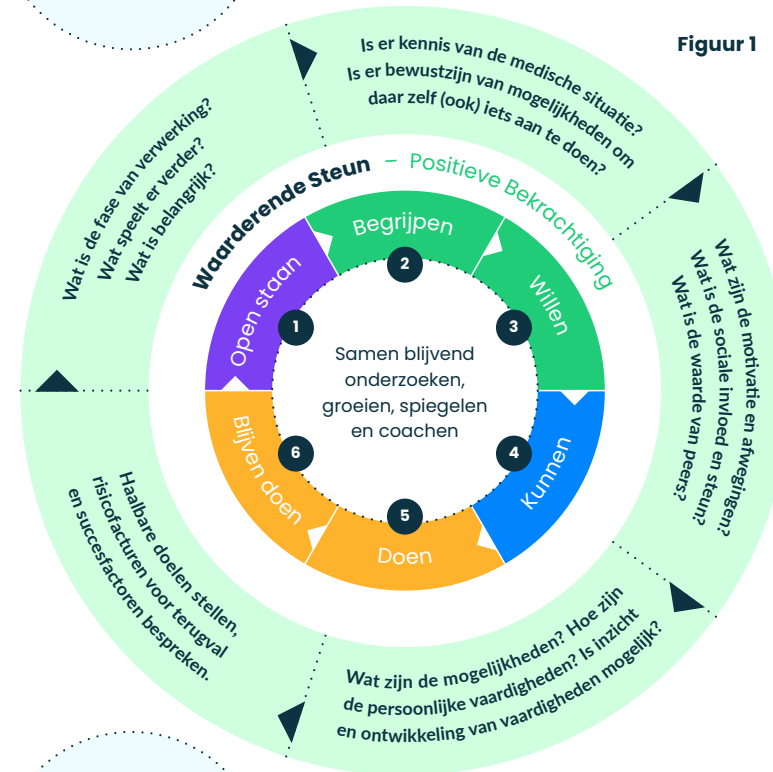 Figuur 1
Is er kennis van de medische situatie?
Is er bewustzijn van mogelijkheden om
daar zelf (ook) iets aan te doen?
Wat zijn de motivatie en afwegingen?
Wat is de sociale invloed en steun?
Wat is de waarde van peers?
Wat zijn de mogelijkheden? Hoe zijn
de persoonlijke vaardigheden? Is inzicht
en ontwikkeling van vaardigheden mogelijk?
Haalbare doelen stellen,
risicofacturen voor terugval
en succesfactoren bespreken.
Wat is de fase van verwerking?
Wat speelt er verder?
Wat is belangrijk?
Waarderende Steun – Positieve Bekrachtiging
Open staan
1
Begrijpen
2
Willen
3
Kunnen
4
Doen
5
Blijven doen
6
Samen blijvend
onderzoeken,
groeien, spiegelen
en coachen